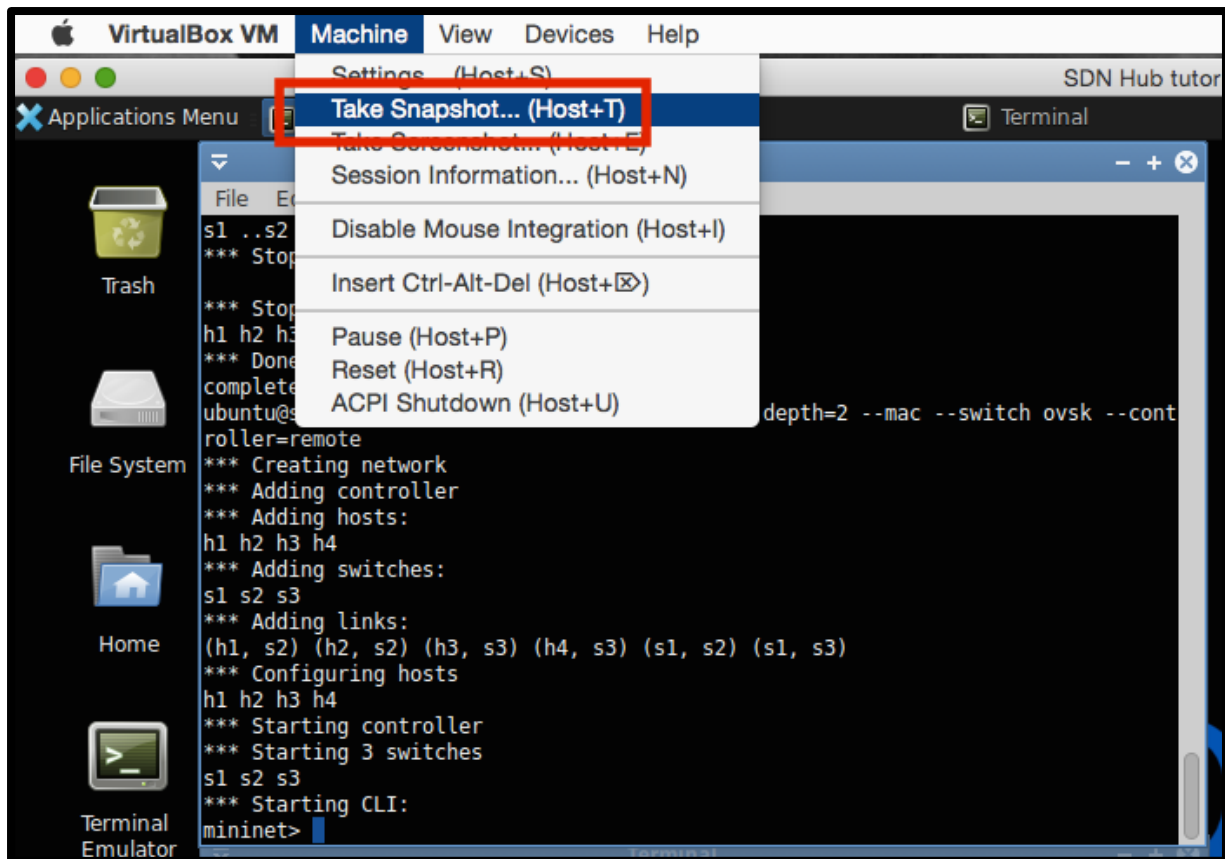 VirtualBox VM Machine View Devices Help
SDN Hub tutor
Applications Menu
Terminal
Settings... (Host+S)
Take Snapshot... (Host+T)
Take Screenshot... (Host+E)
Session Information... (Host+N)
Disable Mouse Integration (Host+I)
Insert Ctrl-Alt-Del (Host+⌦)
Pause (Host+P)
Reset (Host+R)
ACPI Shutdown (Host+U)
Trash
File System
Home
Terminal
Emulator
File Ed
s1 ..s2
*** Stop
*** Stop
h1 h2 h3
*** Done
complete
ubuntu@s depth=2 --mac --switch ovsk --cont
roller=remote
*** Creating network
*** Adding controller
*** Adding hosts:
h1 h2 h3 h4
*** Adding switches:
s1 s2 s3
*** Adding links:
(h1, s2) (h2, s2) (h3, s3) (h4, s3) (s1, s2) (s1, s3)
*** Configuring hosts
h1 h2 h3 h4
*** Starting controller
*** Starting 3 switches
s1 s2 s3
*** Starting CLI:
mininet>
Terminal